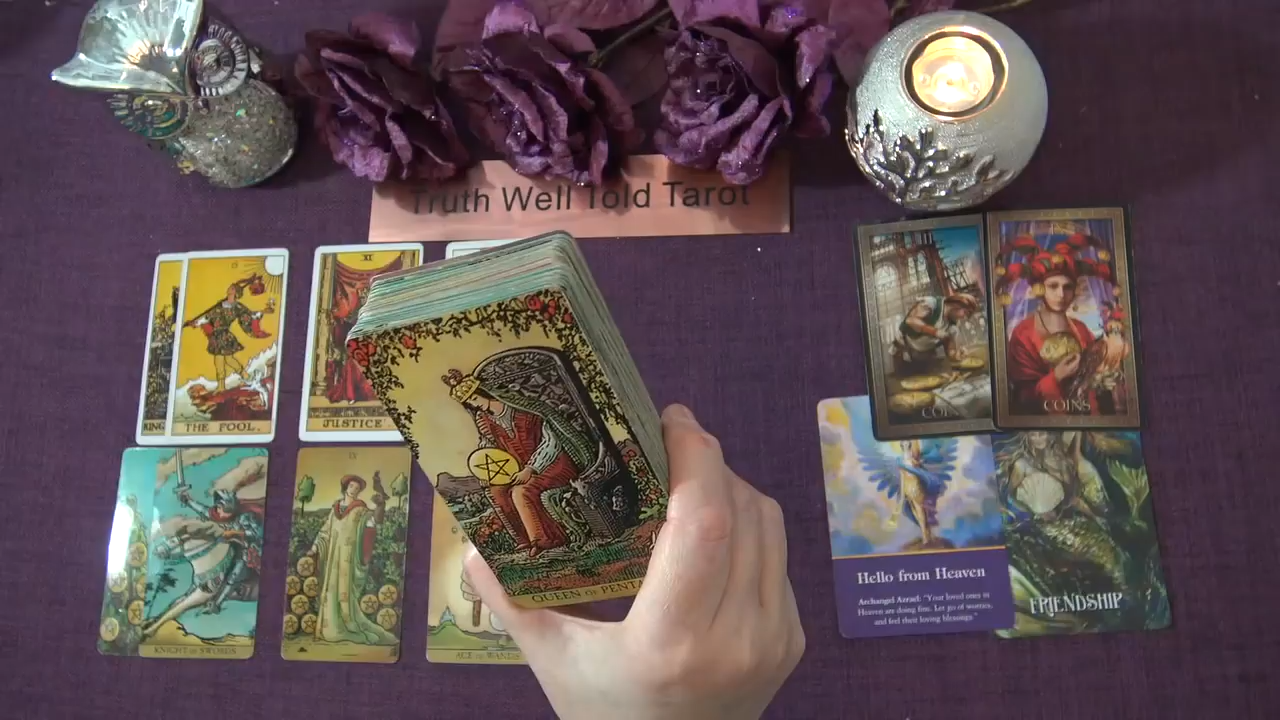 Truth Well Told Tarot
KING
THE FOOL.
XI
JUSTICE
KNIGHT OF SWORDS
IX
ACE OF WANDS
QUEEN OF PENTA
COINS
Hello from Heaven
Archangel Azrael: "Your loved ones in
Heaven are doing fine. Let go of worries,
and feel their loving blessings."
FRIENDSHIP